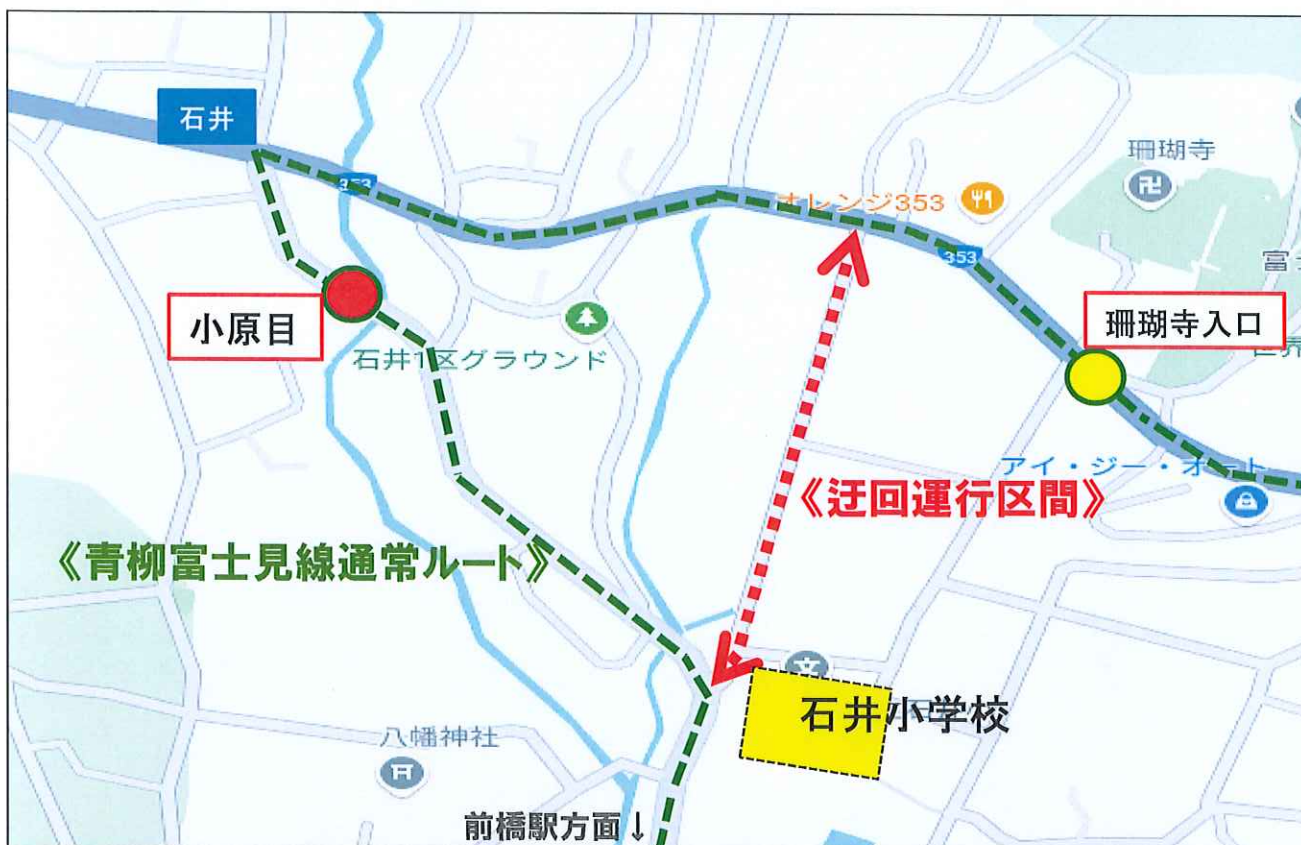 石井
珊瑚寺
353
オレンジ353
353
小原目
珊瑚寺入口
石井1区グラウンド
アイ・ジー・オート
《迂回運行区間》
《青柳富士見線通常ルート》
文
石井小学校
八幡神社
前橋駅方面↓